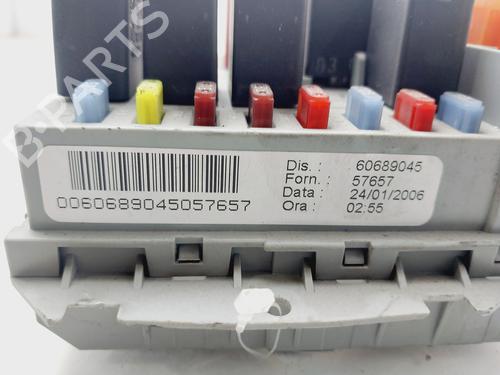 B-PARTS
Dis. : 60689045
Forn. : 57657
Data : 24/01/2006
Ora : 02:55
0060689045057657